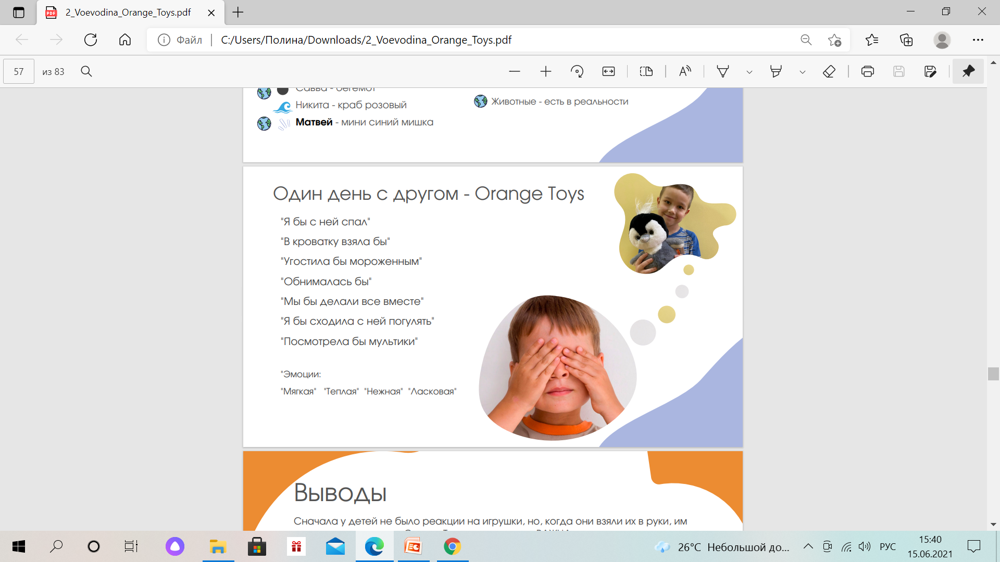 2_Voevodina_Orange_Toys.pdf
Файл
C:/Users/Полина/Downloads/2_Voevodina_Orange_Toys.pdf
57 из 83
Савва - бегемот
Никита - краб розовый
Матвей - мини синий мишка
Животные - есть в реальности
Один день с другом - Orange Toys
"Я бы с ней спал"
"В кроватку взяла бы"
"Угостила бы мороженным"
"Обнималась бы"
"Мы бы делали все вместе"
"Я бы сходила с ней погулять"
"Посмотрела бы мультики"
"Эмоции:
"Мягкая" "Теплая" "Нежная" "Ласковая"
Выводы
Сначала у детей не было реакции на игрушки, но, когда они взяли их в руки, им
26°C Небольшой до...
РУС
15:40
15.06.2021